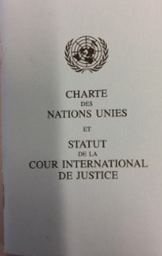 CHARTE
DES
NATIONS UNIES
ET
STATUT
DE LA
COUR INTERNATIONAL
DE JUSTICE